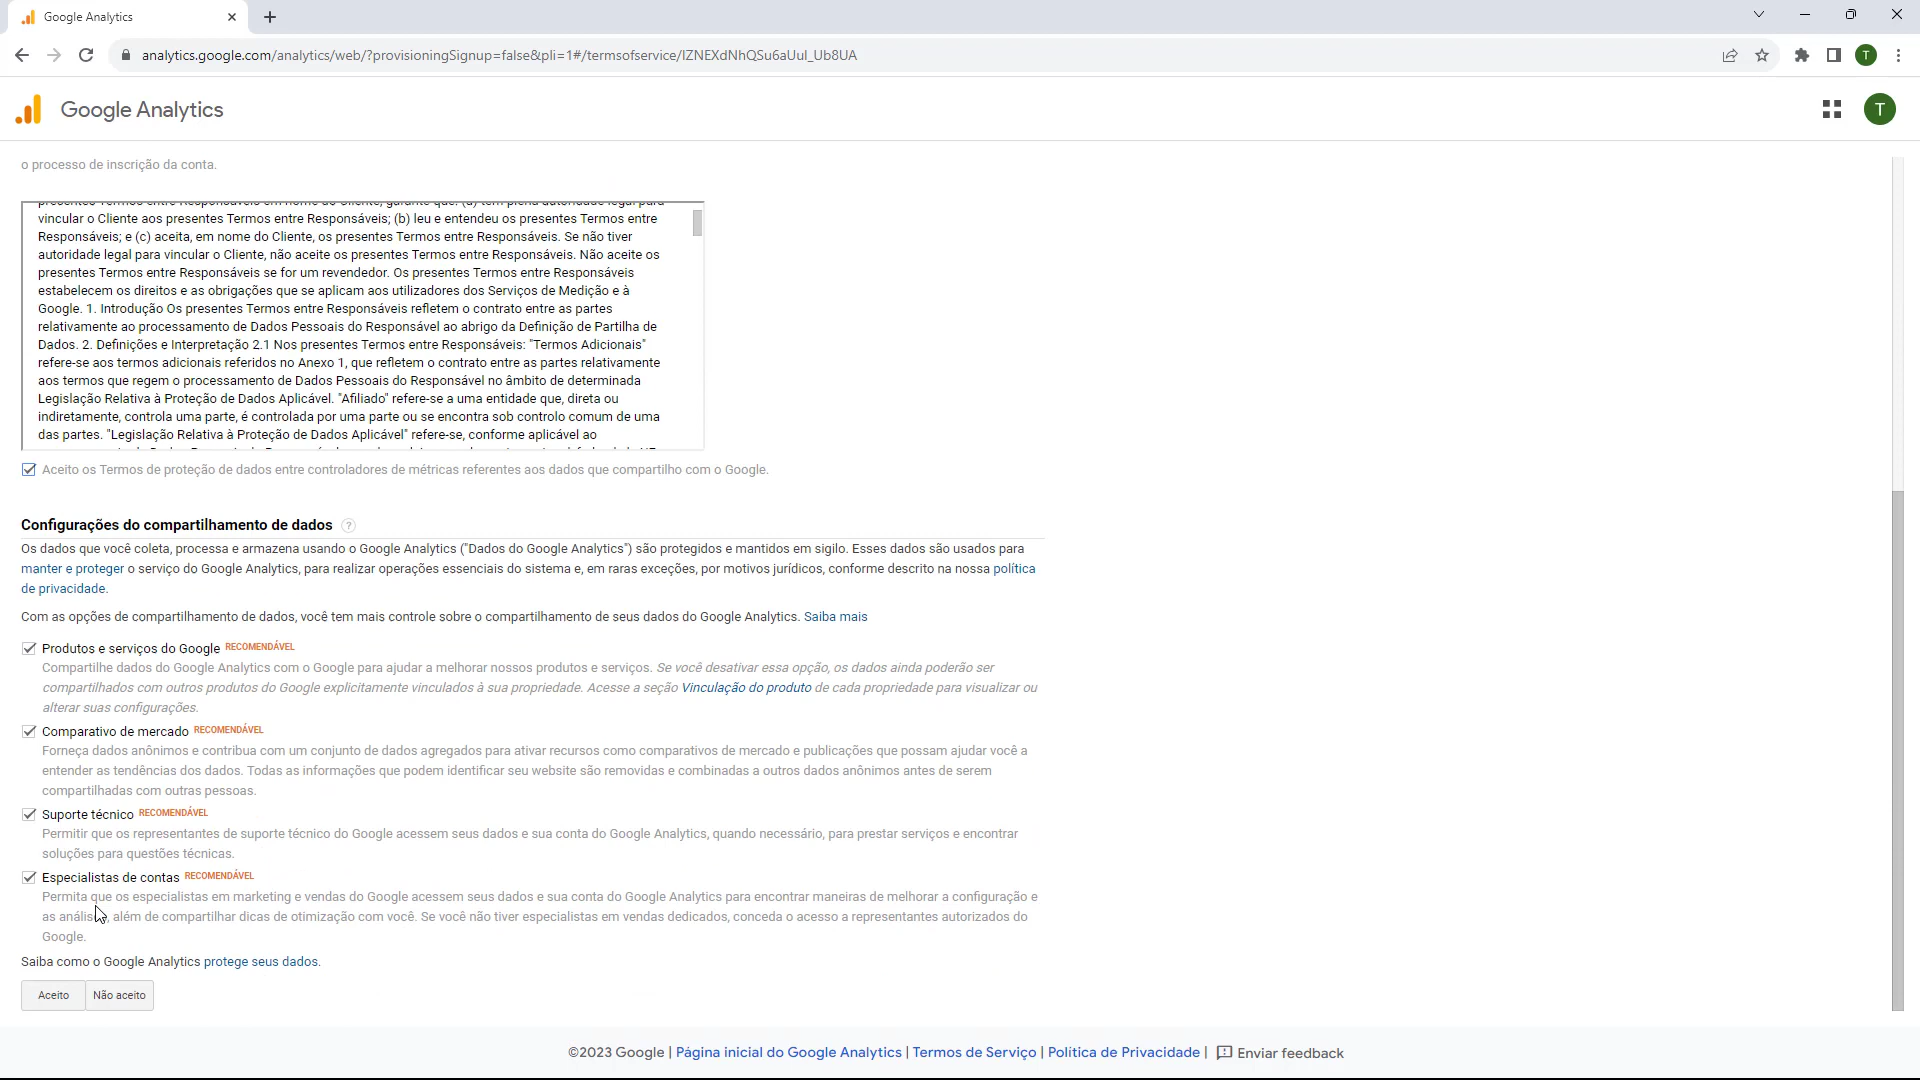 Google Analytics
analytics.google.com/analytics/web/?provisioningSignup=false&pli=1#/termsofservice/IZNEXdNhQSu6aUul_Ub8UA
T
Google Analytics
T
o processo de inscrição da conta.
presentes Termos entre Responsáveis em nome do Cliente, garante que: (a) tem plena autoridade legal para
vincular o Cliente aos presentes Termos entre Responsáveis; (b) leu e entendeu os presentes Termos entre
Responsáveis; e (c) aceita, em nome do Cliente, os presentes Termos entre Responsáveis. Se não tiver
autoridade legal para vincular o Cliente, não aceite os presentes Termos entre Responsáveis. Não aceite os
presentes Termos entre Responsáveis se for um revendedor. Os presentes Termos entre Responsáveis
estabelecem os direitos e as obrigações que se aplicam aos utilizadores dos Serviços de Medição e à
Google. 1. Introdução Os presentes Termos entre Responsáveis refletem o contrato entre as partes
relativamente ao processamento de Dados Pessoais do Responsável ao abrigo da Definição de Partilha de
Dados. 2. Definições e Interpretação 2.1 Nos presentes Termos entre Responsáveis: "Termos Adicionais"
refere-se aos termos adicionais referidos no Anexo 1, que refletem o contrato entre as partes relativamente
aos termos que regem o processamento de Dados Pessoais do Responsável no âmbito de determinada
Legislação Relativa à Proteção de Dados Aplicável. "Afiliado" refere-se a uma entidade que, direta ou
indiretamente, controla uma parte, é controlada por uma parte ou se encontra sob controlo comum de uma
das partes. "Legislação Relativa à Proteção de Dados Aplicável" refere-se, conforme aplicável ao
Aceito os Termos de proteção de dados entre controladores de métricas referentes aos dados que compartilho com o Google.
Configurações do compartilhamento de dados ?
Os dados que você coleta, processa e armazena usando o Google Analytics ("Dados do Google Analytics") são protegidos e mantidos em sigilo. Esses dados são usados para
manter e proteger o serviço do Google Analytics, para realizar operações essenciais do sistema e, em raras exceções, por motivos jurídicos, conforme descrito na nossa política
de privacidade.
Com as opções de compartilhamento de dados, você tem mais controle sobre o compartilhamento de seus dados do Google Analytics. Saiba mais
Produtos e serviços do Google RECOMENDÁVEL
Compartilhe dados do Google Analytics com o Google para ajudar a melhorar nossos produtos e serviços. Se você desativar essa opção, os dados ainda poderão ser
compartilhados com outros produtos do Google explicitamente vinculados à sua propriedade. Acesse a seção Vinculação do produto de cada propriedade para visualizar ou
alterar suas configurações.
Comparativo de mercado RECOMENDÁVEL
Forneça dados anônimos e contribua com um conjunto de dados agregados para ativar recursos como comparativos de mercado e publicações que possam ajudar você a
entender as tendências dos dados. Todas as informações que podem identificar seu website são removidas e combinadas a outros dados anônimos antes de serem
compartilhadas com outras pessoas.
Suporte técnico RECOMENDÁVEL
Permitir que os representantes de suporte técnico do Google acessem seus dados e sua conta do Google Analytics, quando necessário, para prestar serviços e encontrar
soluções para questões técnicas.
Especialistas de contas RECOMENDÁVEL
Permita que os especialistas em marketing e vendas do Google acessem seus dados e sua conta do Google Analytics para encontrar maneiras de melhorar a configuração e
as análises, além de compartilhar dicas de otimização com você. Se você não tiver especialistas em vendas dedicados, conceda o acesso a representantes autorizados do
Google.
Saiba como o Google Analytics protege seus dados.
Aceito Não aceito
©2023 Google | Página inicial do Google Analytics | Termos de Serviço | Política de Privacidade | Enviar feedback